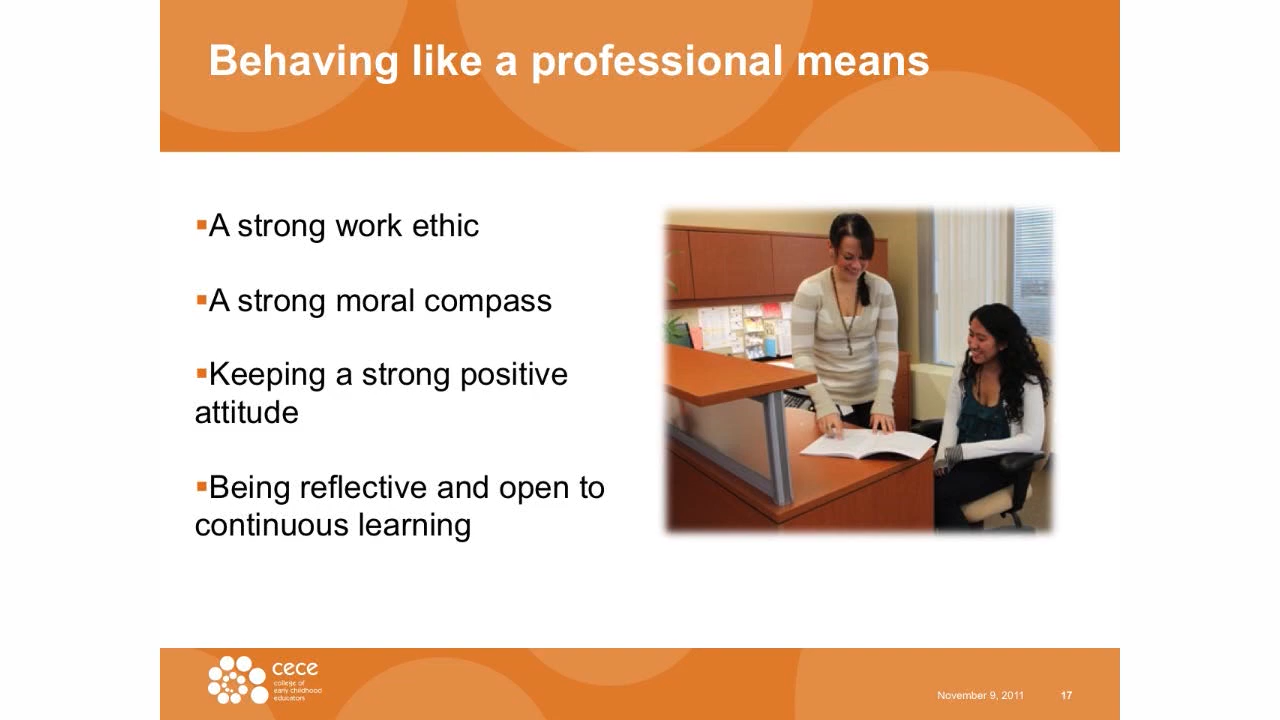 Behaving like a professional means
▪A strong work ethic
▪A strong moral compass
▪Keeping a strong positive
attitude
▪Being reflective and open to
continuous learning
cece
college of
early childhood
educators
November 9, 2011
17